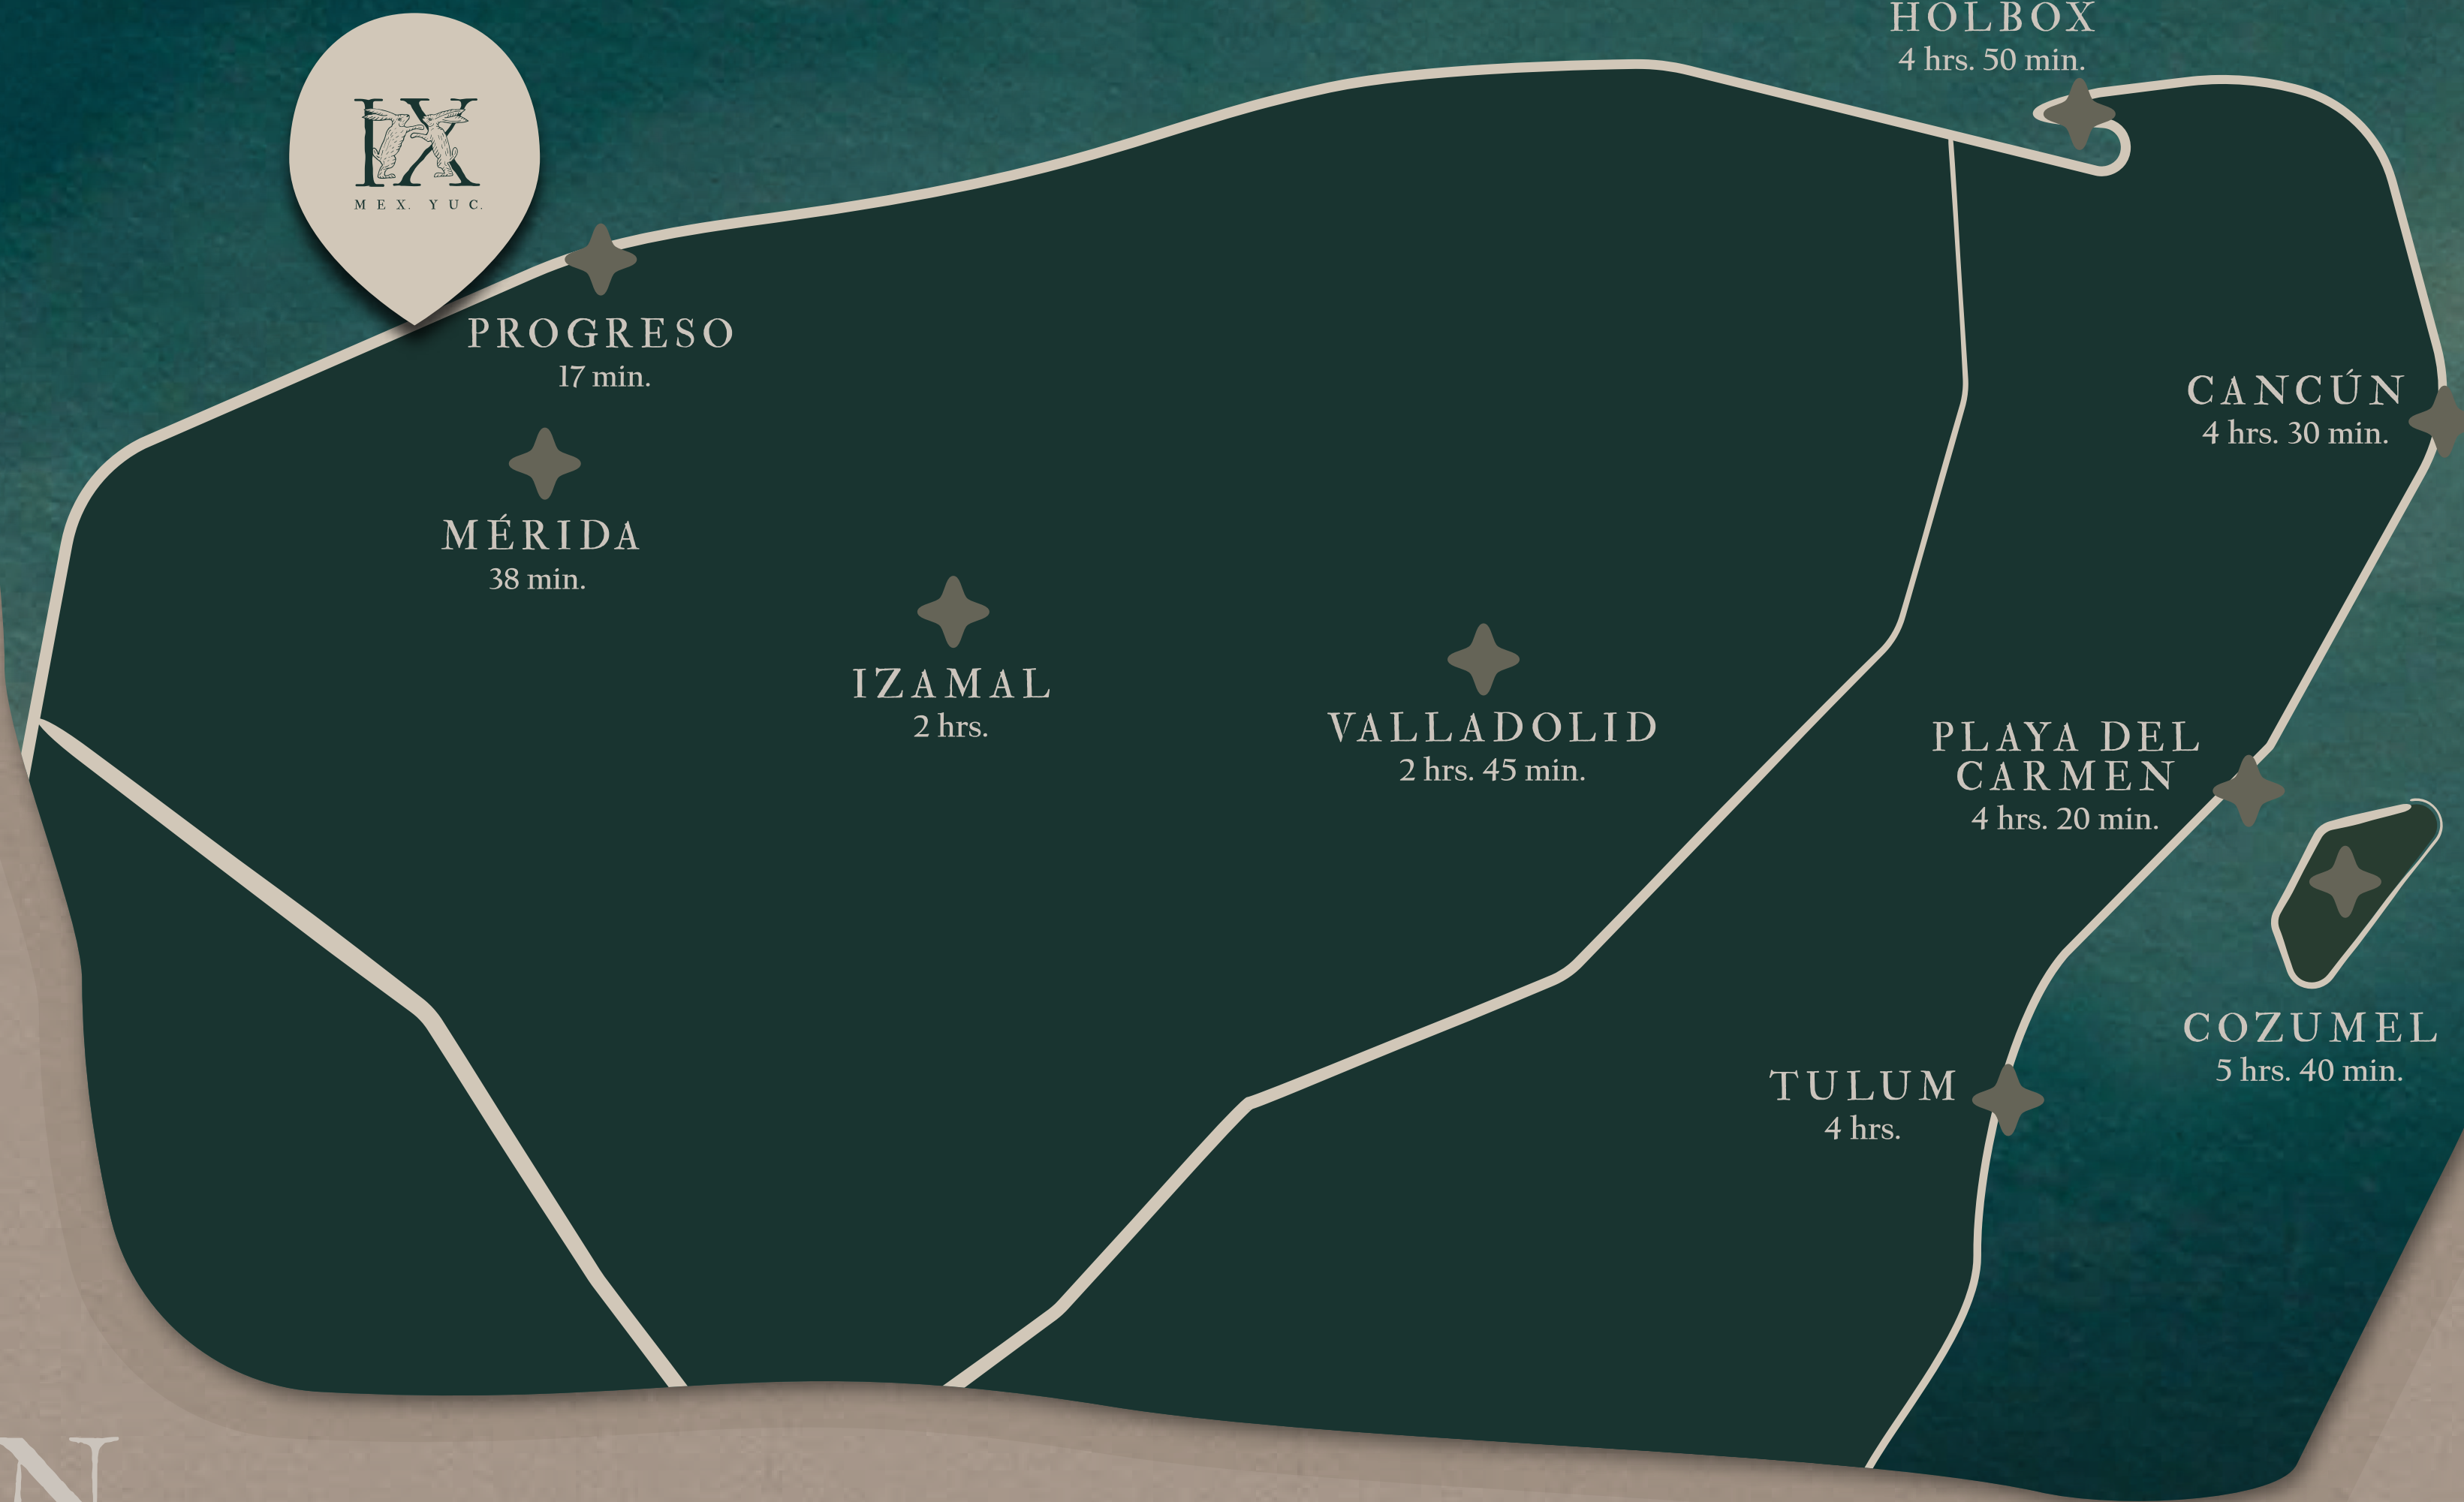 HOLBOX
4 hrs. 50 min.
IX
MEX. YUC.
PROGRESO
17 min.
CANCÚN
4 hrs. 30 min.
MÉRIDA
38 min.
IZAMAL
2 hrs.
VALLADOLID
2 hrs. 45 min.
PLAYA DEL
CARMEN
4 hrs. 20 min.
COZUMEL
5 hrs. 40 min.
TULUM
4 hrs.
N